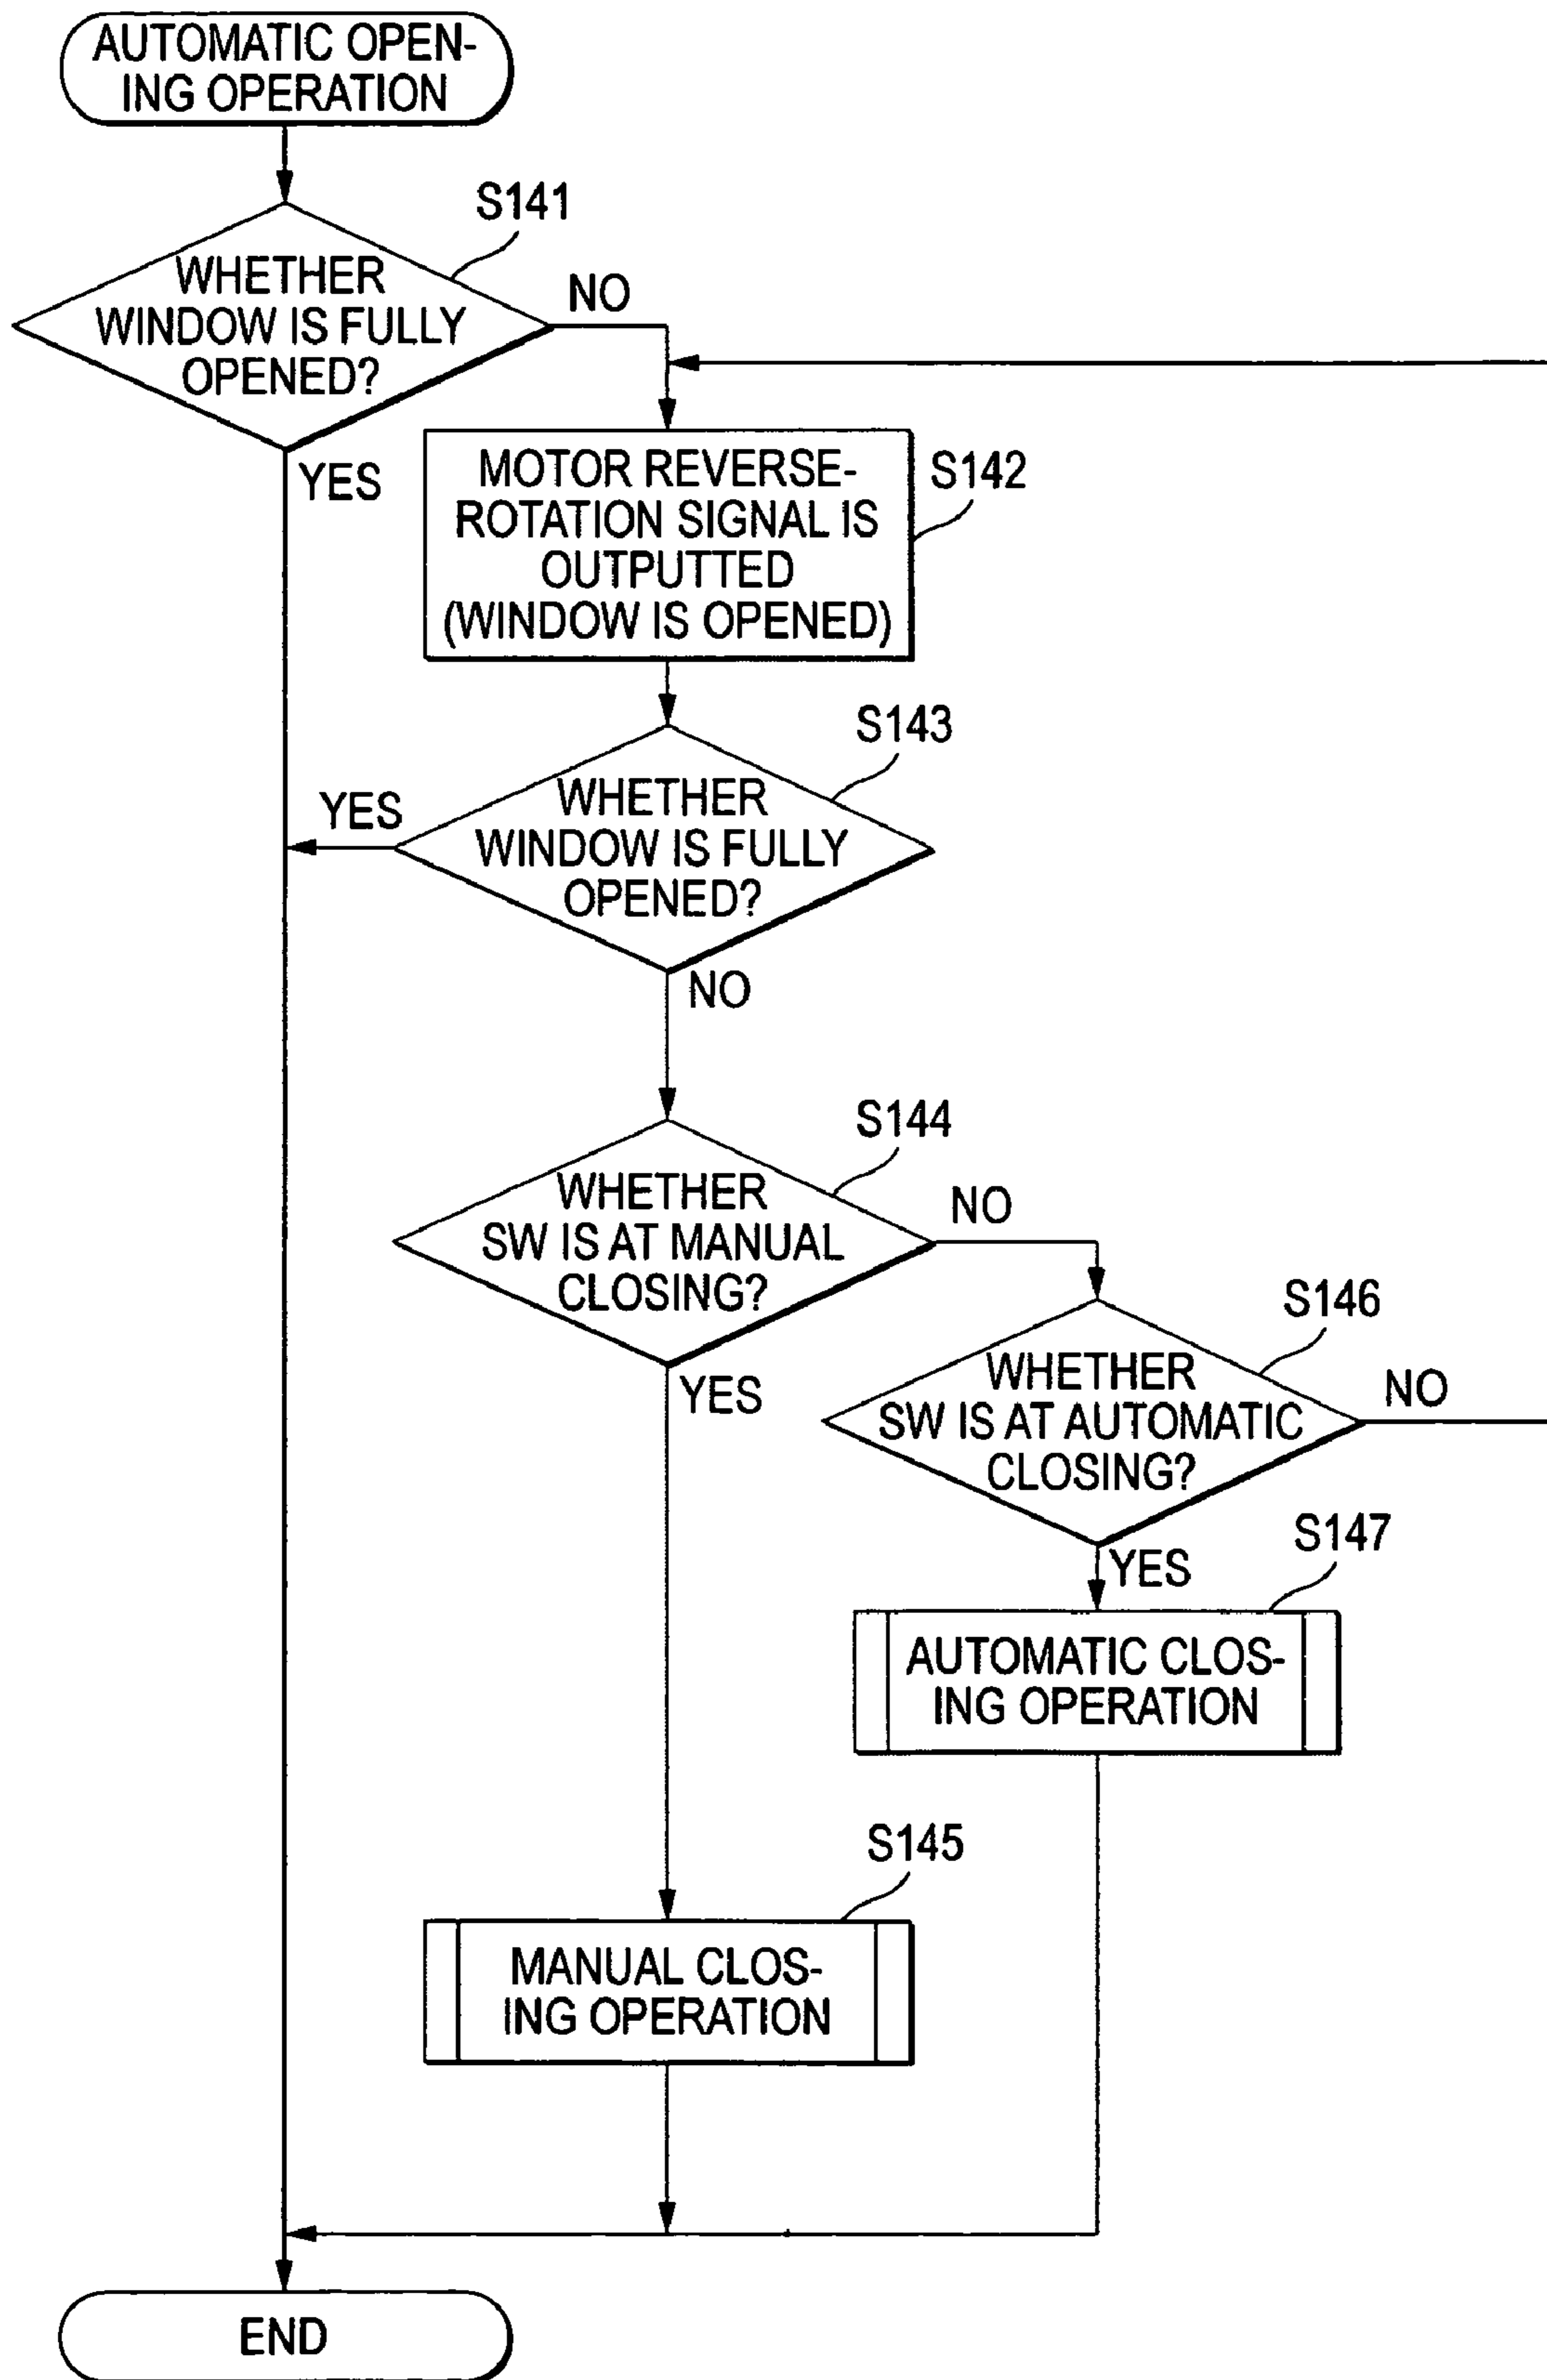 AUTOMATIC OPEN-
ING OPERATION
S141
WHETHER
WINDOW IS FULLY
OPENED?
NO
YES
MOTOR REVERSE-
ROTATION SIGNAL IS
OUTPUTTED
(WINDOW IS OPENED)
S142
S143
WHETHER
WINDOW IS FULLY
OPENED?
YES
NO
S144
WHETHER
SW IS AT MANUAL
CLOSING?
NO
YES
S146
WHETHER
SW IS AT AUTOMATIC
CLOSING?
NO
YES
S147
AUTOMATIC CLOS-
ING OPERATION
S145
MANUAL CLOS-
ING OPERATION
END